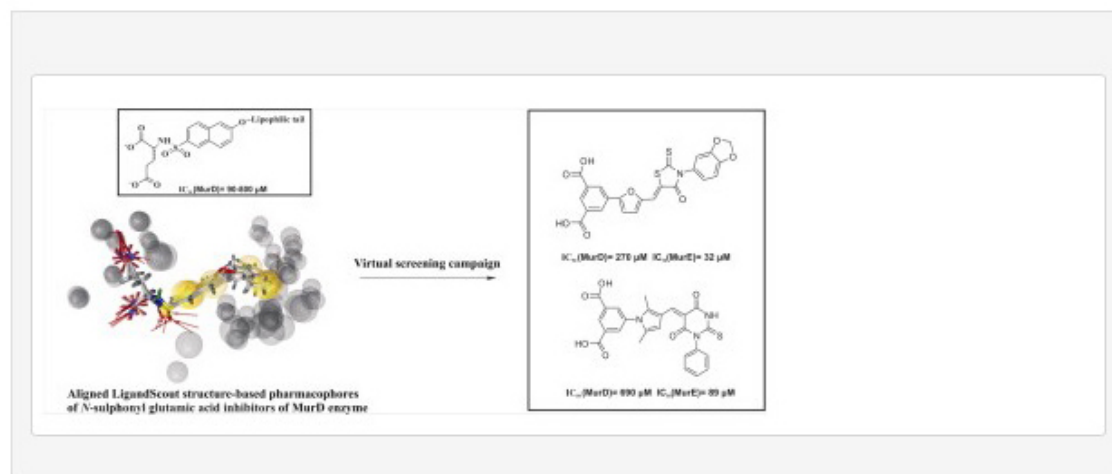 O-Lipophilic tail
IC₅₀(MurD)= 90-800 µM
Aligned LigandScout structure-based pharmacophores
of N-sulphonyl glutamic acid inhibitors of MurD enzyme
Virtual screening campaign
IC₅₀(MurD)= 270 µM IC₅₀(MurE)= 32 µM
IC₅₀(MurD)= 690 µM IC₅₀(MurE)= 89 µM